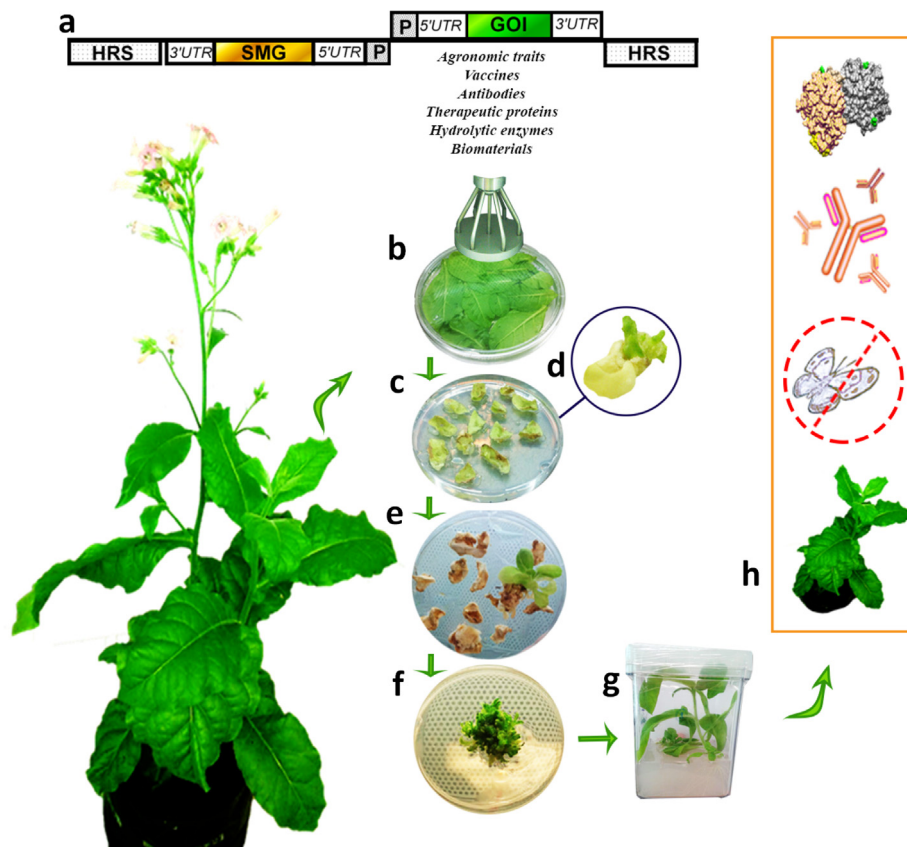 a
P 5'UTR GOI 3'UTR
HRS 3'UTR SMG 5'UTR P HRS
Agronomic traits
Vaccines
Antibodies
Therapeutic proteins
Hydrolytic enzymes
Biomaterials
b
c
d
e
f
g
h